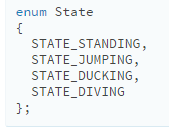 enum State
{
  STATE_STANDING,
  STATE_JUMPING,
  STATE_DUCKING,
  STATE_DIVING
};